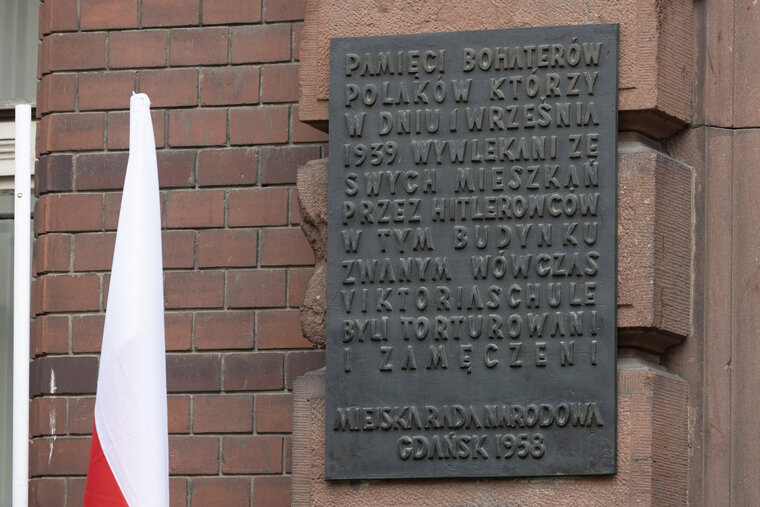 PAMIĘCI BOHATERÓW
POLAKÓW KTÓRZY
W DNIU 1 WRZEŚNIA
1939 WYWLEKANI ZE
SWYCH MIESZKAŃ
PRZEZ HITLEROWCÓW
W TYM BUDYNKU
ZWANYM WÓWCZAS
VIKTORIASCHULE
BYLI TORTUROWANI
I ZAMĘCZENI
MIEJSKA RADA NARODOWA
GDAŃSK 1958